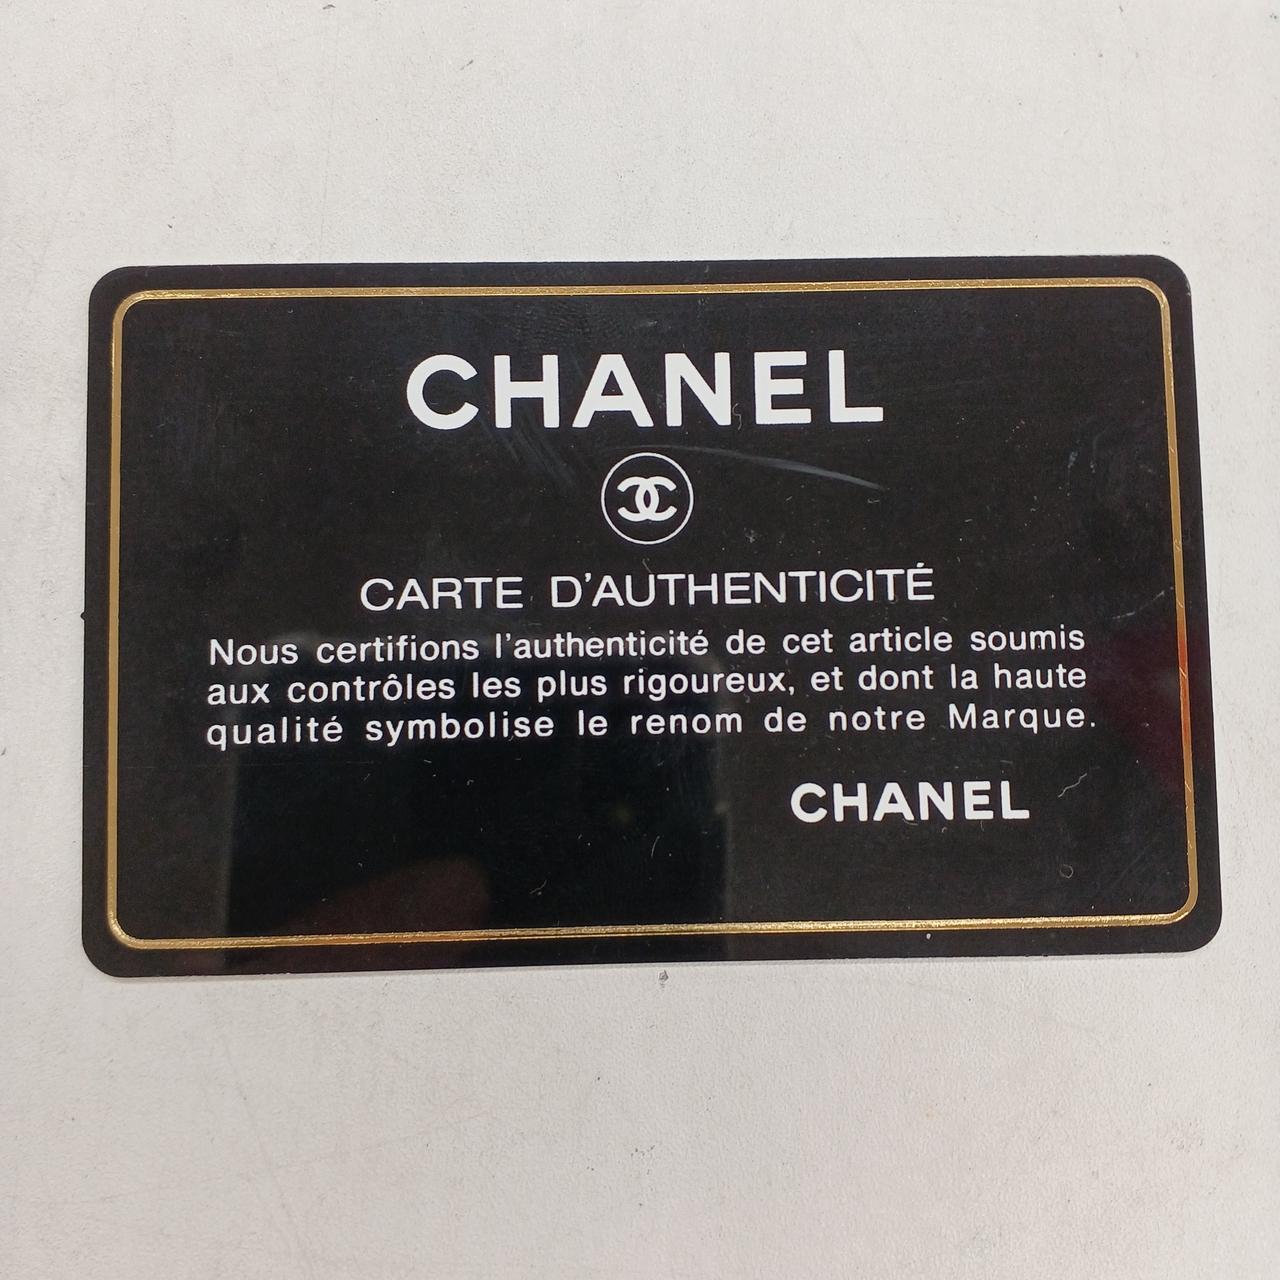 CHANEL
CARTE D'AUTHENTICITÉ
Nous certifions l'authenticité de cet article soumis
aux contrôles les plus rigoureux, et dont la haute
qualité symbolise le renom de notre Marque.
CHANEL